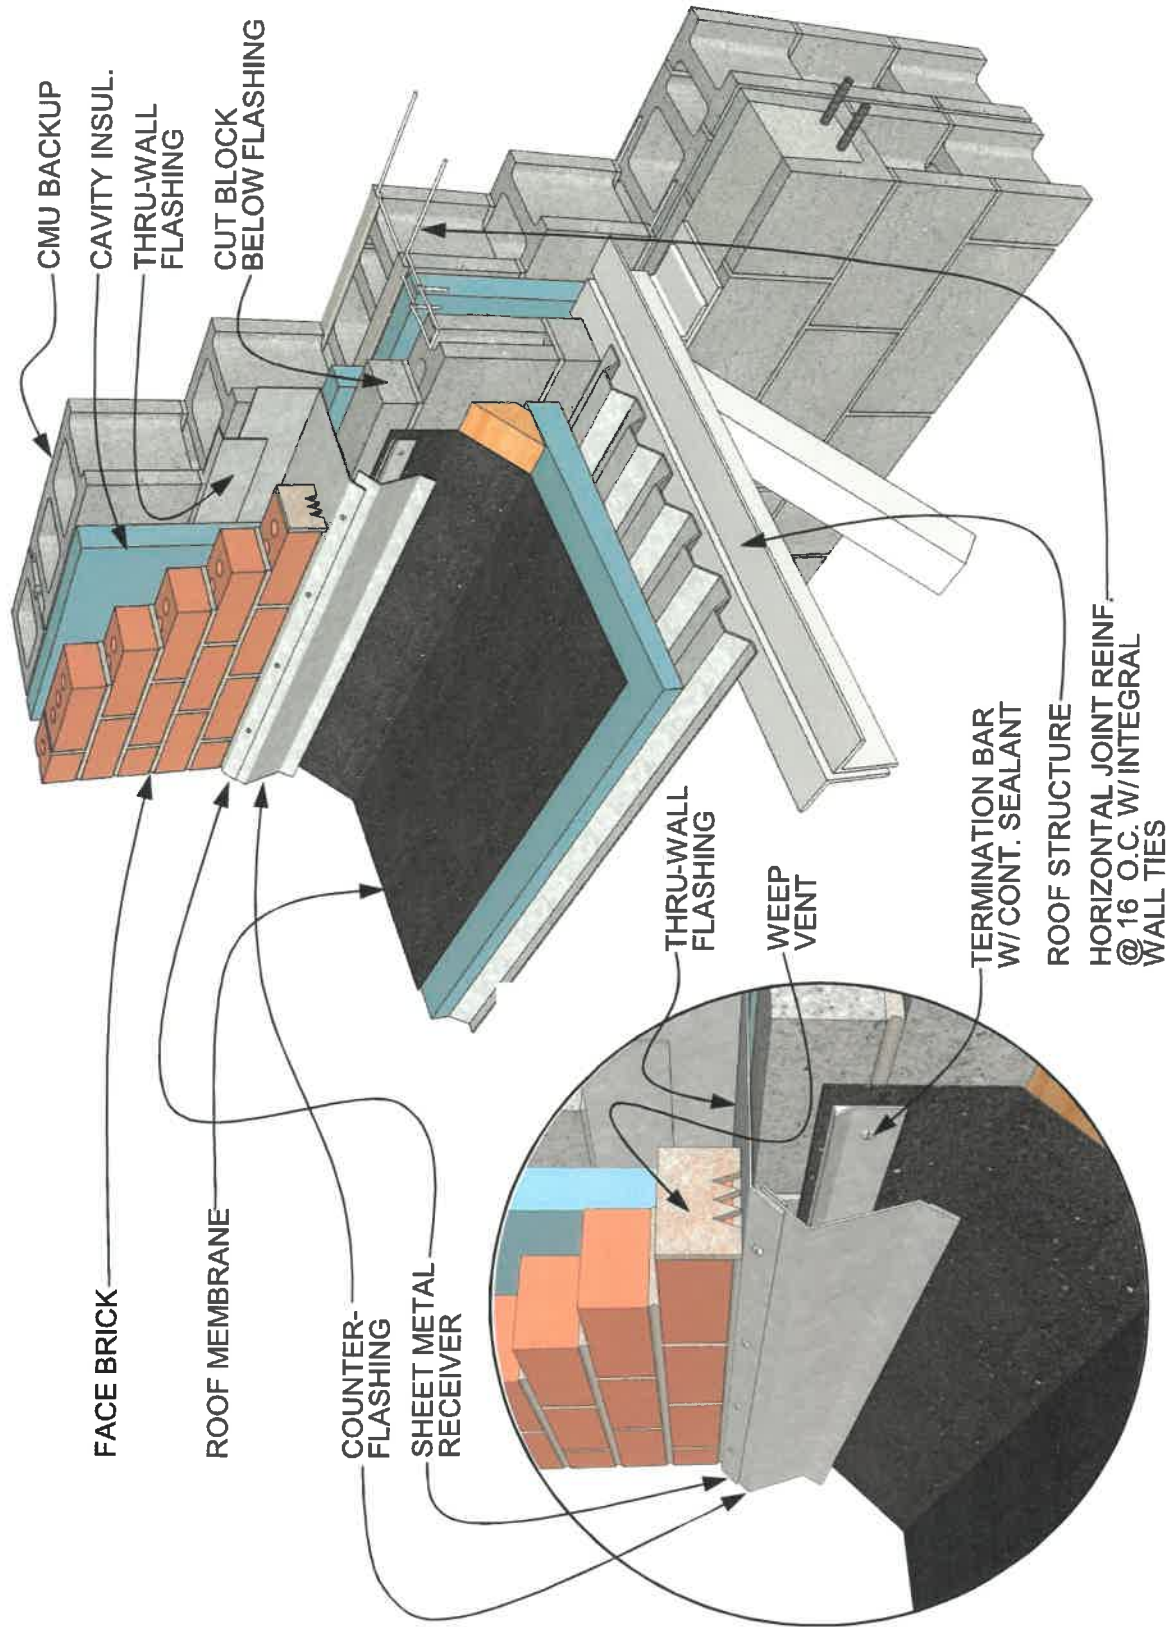 CMU BACKUP
CAVITY INSUL.
THRU-WALL
FLASHING
CUT BLOCK
BELOW FLASHING
FACE BRICK
ROOF MEMBRANE
COUNTER-
FLASHING
SHEET METAL
RECEIVER
THRU-WALL
FLASHING
WEEP
VENT
TERMINATION BAR
W/ CONT. SEALANT
ROOF STRUCTURE
HORIZONTAL JOINT REINF.
@ 16 O.C. W/ INTEGRAL
WALL TIES